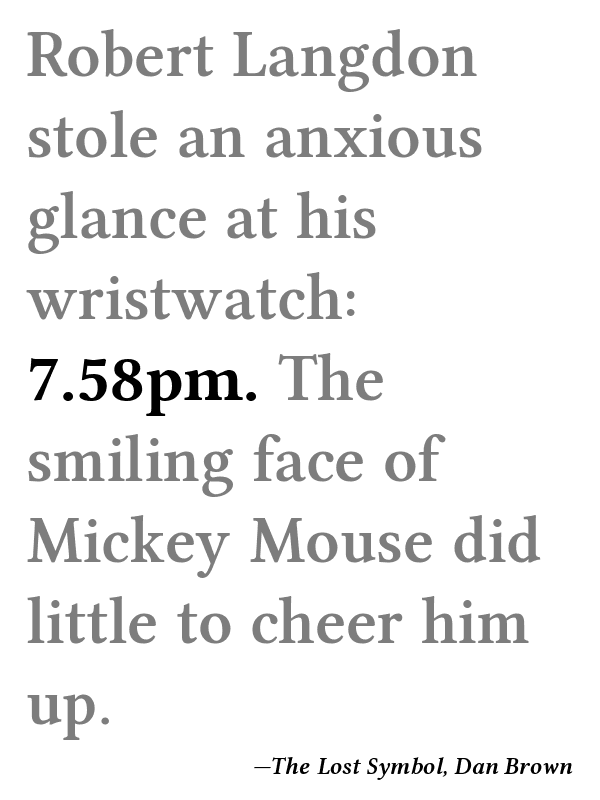 Robert Langdon
stole an anxious
glance at his
wristwatch:
7.58pm. The
smiling face of
Mickey Mouse did
little to cheer him
up.
—The Lost Symbol, Dan Brown